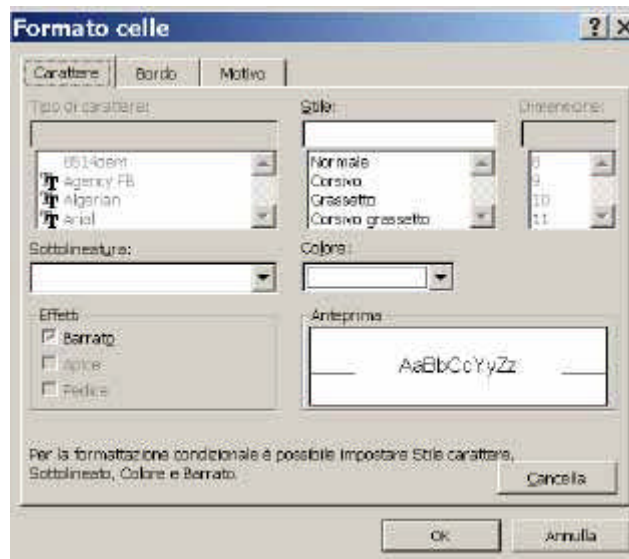 Formato celle
Carattere Bordo Motivo
Tipo di carattere: Stile: Dimensione:
8514oem Normale 8
Agency FB Corsivo 9
Algerian Grassetto 10
Arial Corsivo grassetto 11
Sottolineatura: Colore:
Effetti Anteprima
Barrato
Apice AaBbCcYyZz
Pedice
Per la formattazione condizionale è possibile impostare Stile carattere,
Sottolineato, Colore e Barrato.
Cancella
OK Annulla